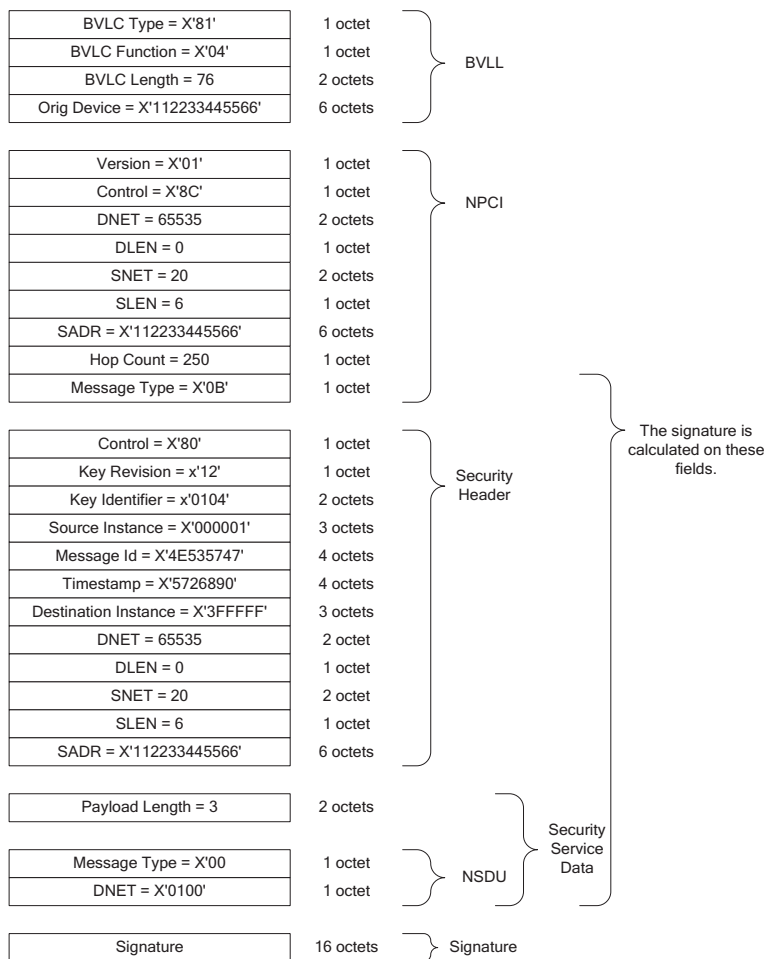 BVLC Type = X'81' 1 octet
BVLC Function = X'04' 1 octet
BVLC Length = 76 2 octets
Orig Device = X'112233445566' 6 octets
BVLL
Version = X'01' 1 octet
Control = X'8C' 1 octet
DNET = 65535 2 octets
DLEN = 0 1 octet
SNET = 20 2 octets
SLEN = 6 1 octet
SADR = X'112233445566' 6 octets
Hop Count = 250 1 octet
Message Type = X'0B' 1 octet
NPCI
Control = X'80' 1 octet
Key Revision = x'12' 1 octet
Key Identifier = x'0104' 2 octets
Source Instance = X'000001' 3 octets
Message Id = X'4E535747' 4 octets
Timestamp = X'5726890' 4 octets
Destination Instance = X'3FFFFF' 3 octets
DNET = 65535 2 octet
DLEN = 0 1 octet
SNET = 20 2 octet
SLEN = 6 1 octet
SADR = X'112233445566' 6 octets
Security
Header
The signature is
calculated on these
fields.
Payload Length = 3 2 octets
Message Type = X'00 1 octet
DNET = X'0100' 1 octet
NSDU
Security
Service
Data
Signature 16 octets Signature